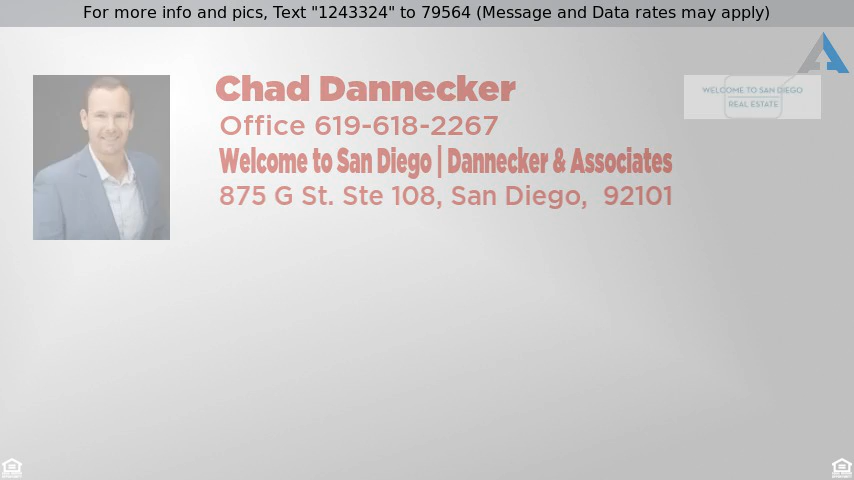 For more info and pics, Text "1243324" to 79564 (Message and Data rates may apply)
Chad Dannecker
Office 619-618-2267
Welcome to San Diego | Dannecker & Associates
875 G St. Ste 108, San Diego,  92101
WELCOME TO SAN DIEGO
REAL ESTATE